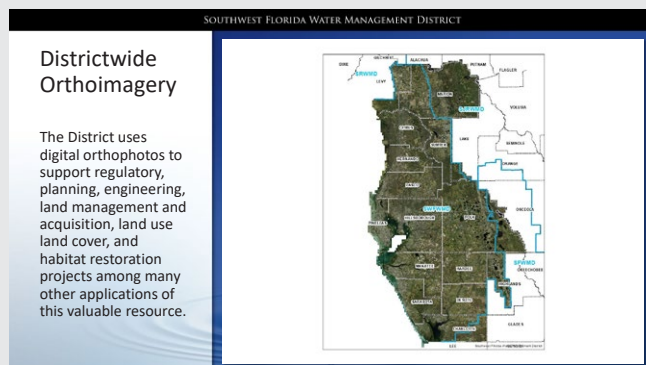 SOUTHWEST FLORIDA WATER MANAGEMENT DISTRICT
Districtwide
Orthoimagery
The District uses
digital orthophotos to
support regulatory,
planning, engineering,
land management and
acquisition, land use
land cover, and
habitat restoration
projects among many
other applications of
this valuable resource.
DIXIE
ALACHUA
PUTNAM
FLAGLER
SRWMD
LEVY
MARION
SJRWMD
VOLUSIA
CITRUS
LAKE
SUMTER
SEMINOLE
HERNANDO
ORANGE
PASCO
SWFWMD
OSCEOLA
PINELLAS
HILLSBOROUGH
POLK
SFWMD
MANATEE
HARDEE
OKEECHOBEE
HIGHLANDS
SARASOTA
DESOTO
CHARLOTTE
GLADES
LEE